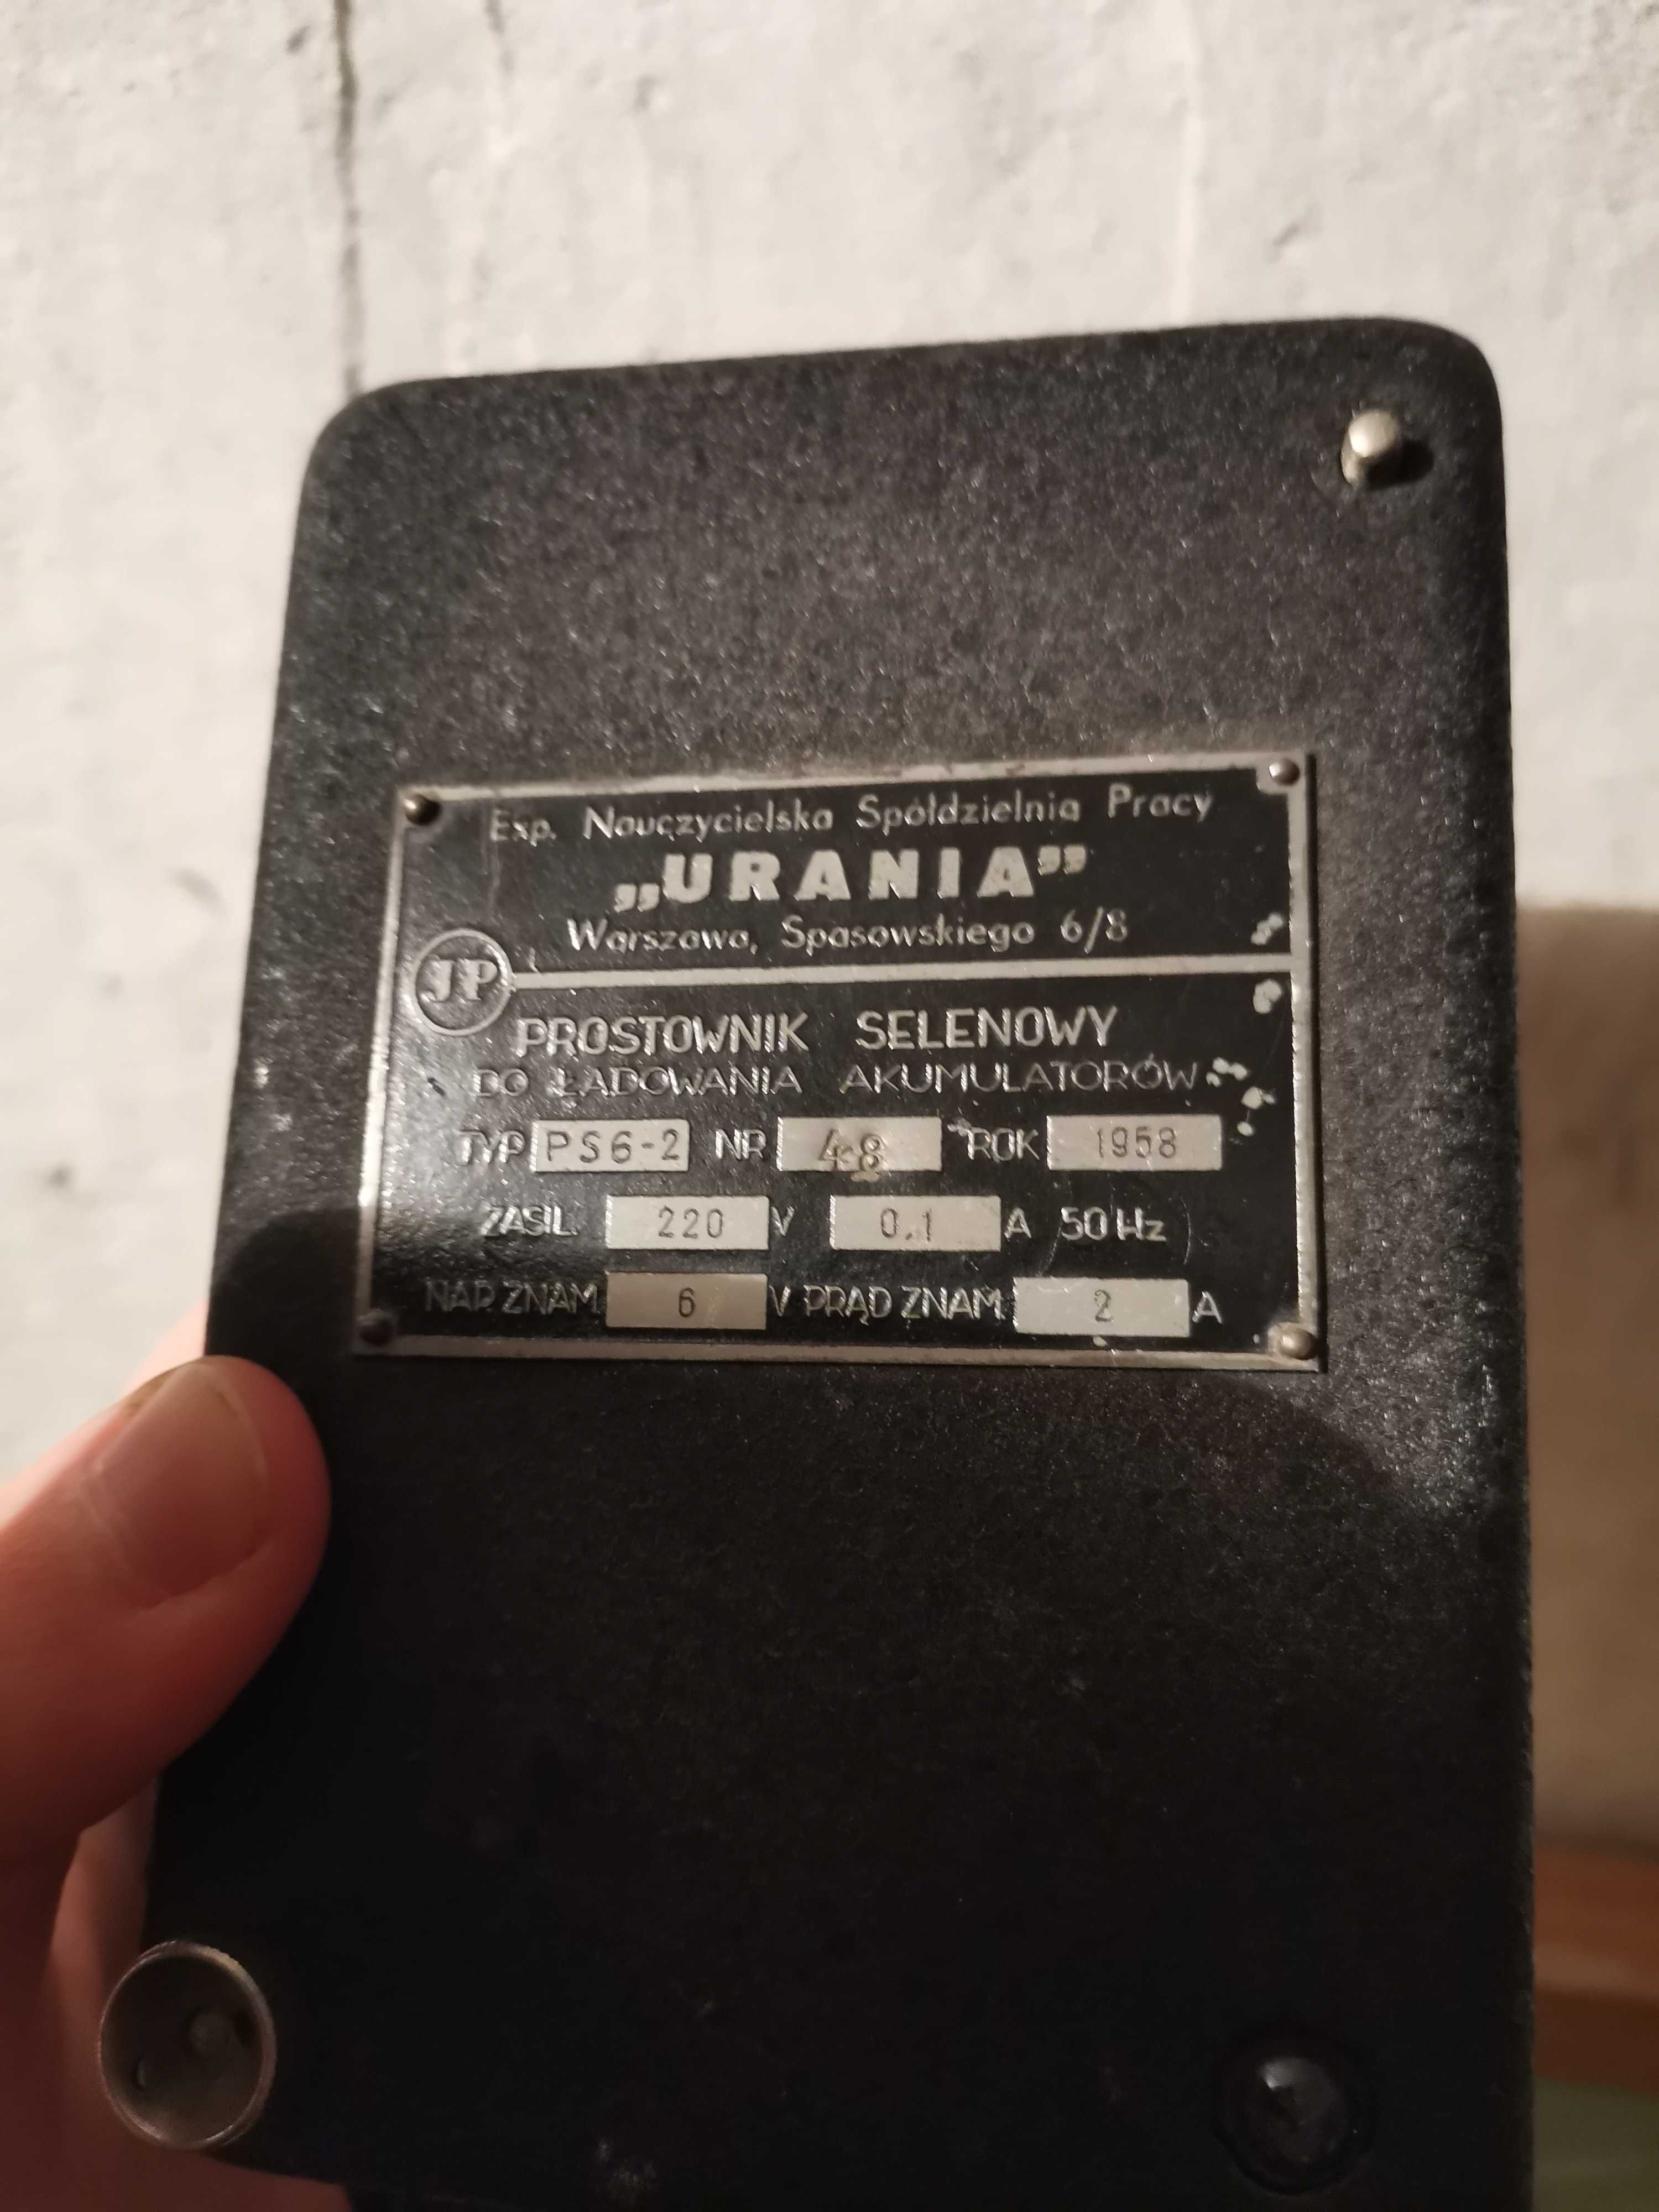 Exp. Nauczycielska Spółdzielnia Pracy
„URANIA”
Warszawa, Spasowskiego 6/8
JP
PROSTOWNIK SELENOWY
DO ŁADOWANIA AKUMULATORÓW
TYP PS6-2 NR 48 ROK 1958
ZASIL. 220 V 0.1 A 50 Hz
NAP ZNAM 6 V PRĄD ZNAM 2 A